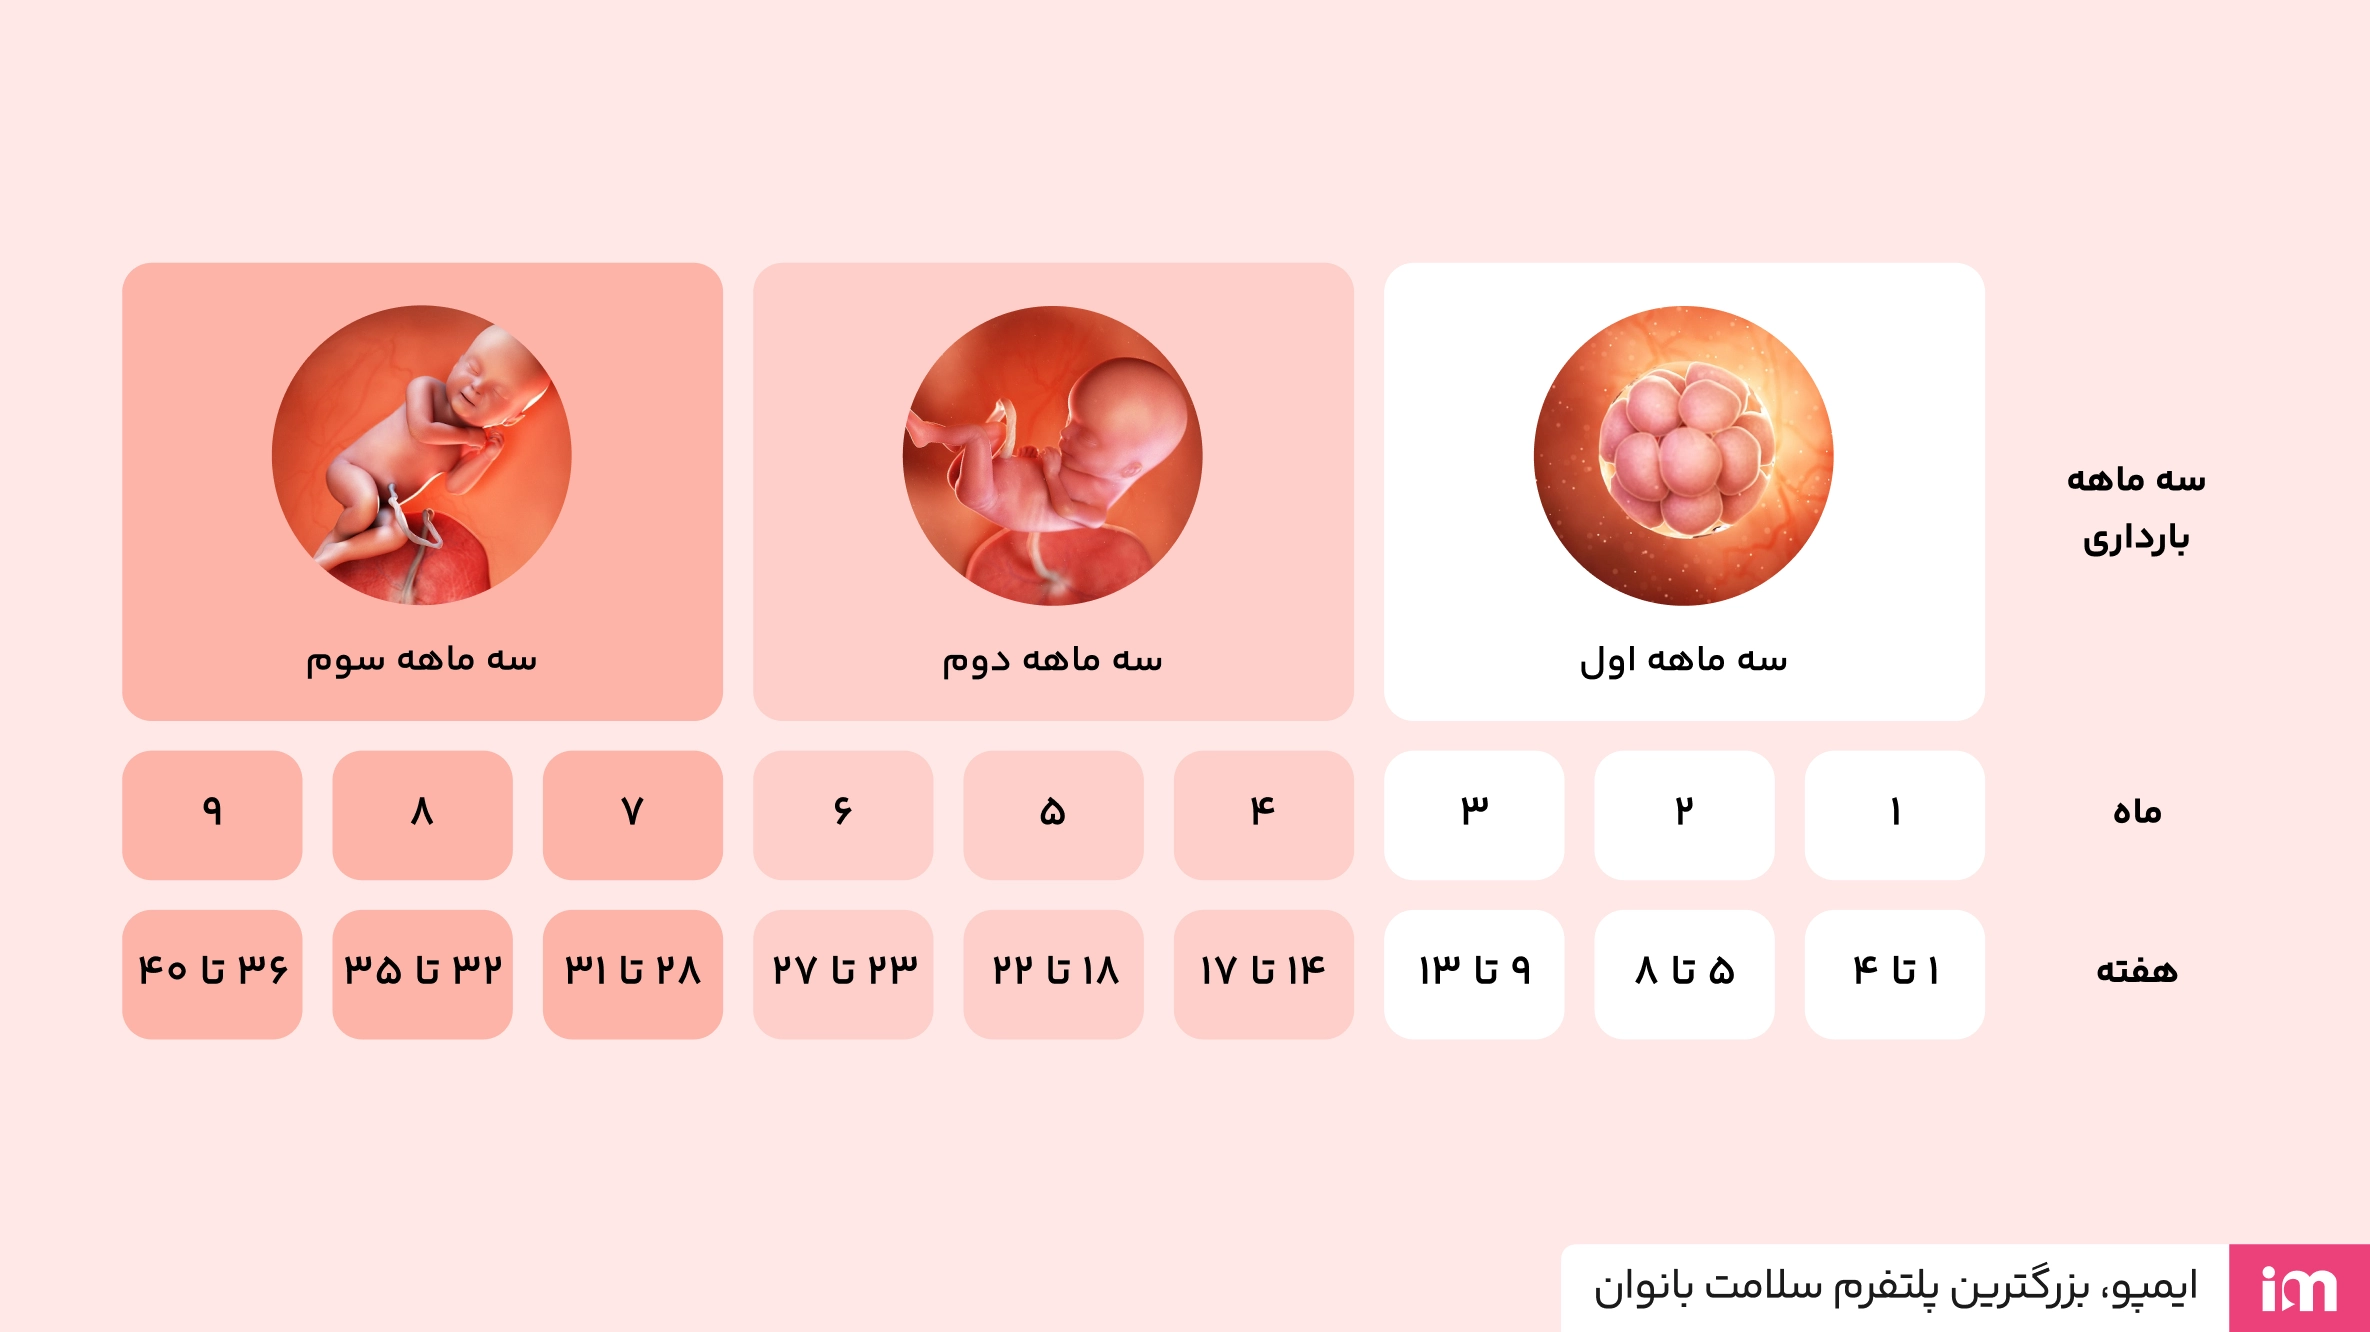 سه ماهه
بارداری
سه ماهه اول
سه ماهه دوم
سه ماهه سوم
ماه
۱
۲
۳
۴
۵
۶
۷
۸
۹
هفته
۱ تا ۴
۵ تا ۸
۹ تا ۱۳
۱۴ تا ۱۷
۱۸ تا ۲۲
۲۳ تا ۲۷
۲۸ تا ۳۱
۳۲ تا ۳۵
۳۶ تا ۴۰
im
ایمپو، بزرگترین پلتفرم سلامت بانوان